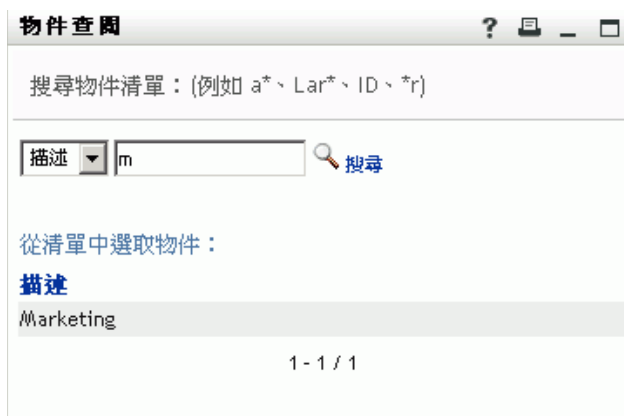 物件查閱
搜尋物件清單：(例如 a*、Lar*、ID、*r)
描述 m 搜尋
從清單中選取物件：
描述
Marketing
1 - 1 / 1